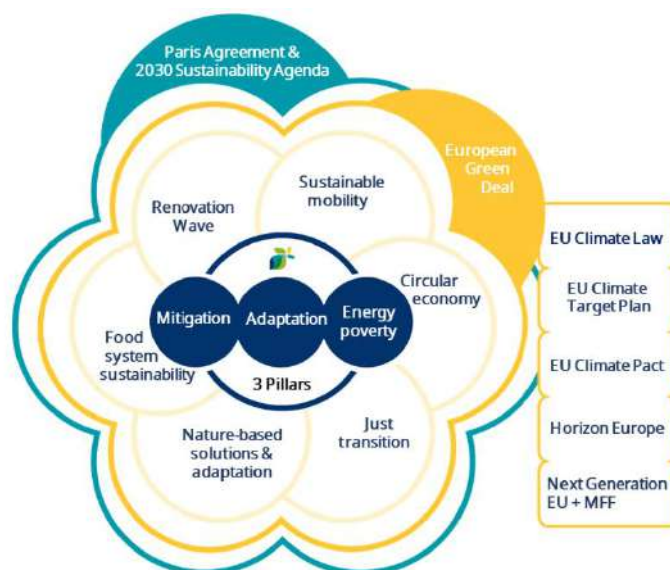 Paris Agreement &
2030 Sustainability Agenda
European
Green
Deal
Sustainable
mobility
Renovation
Wave
Circular
economy
Mitigation
Adaptation
Energy
poverty
Food
system
sustainability
3 Pillars
Nature-based
solutions &
adaptation
Just
transition
EU Climate Law
EU Climate
Target Plan
EU Climate Pact
Horizon Europe
Next Generation
EU + MFF